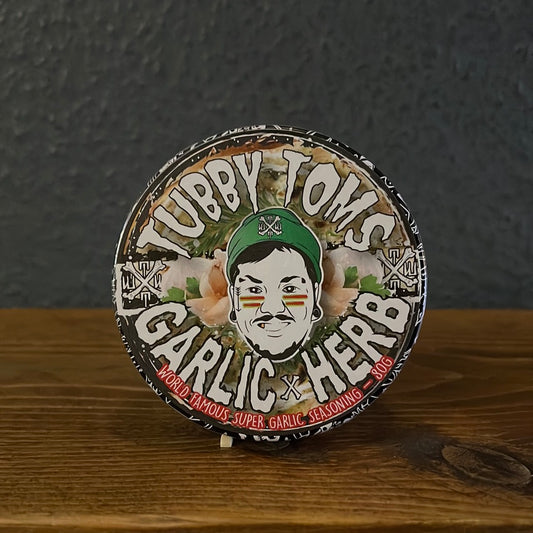 TUBBY TOMS
GARLIC X HERB
WORLD FAMOUS SUPER GARLIC SEASONING – 80G